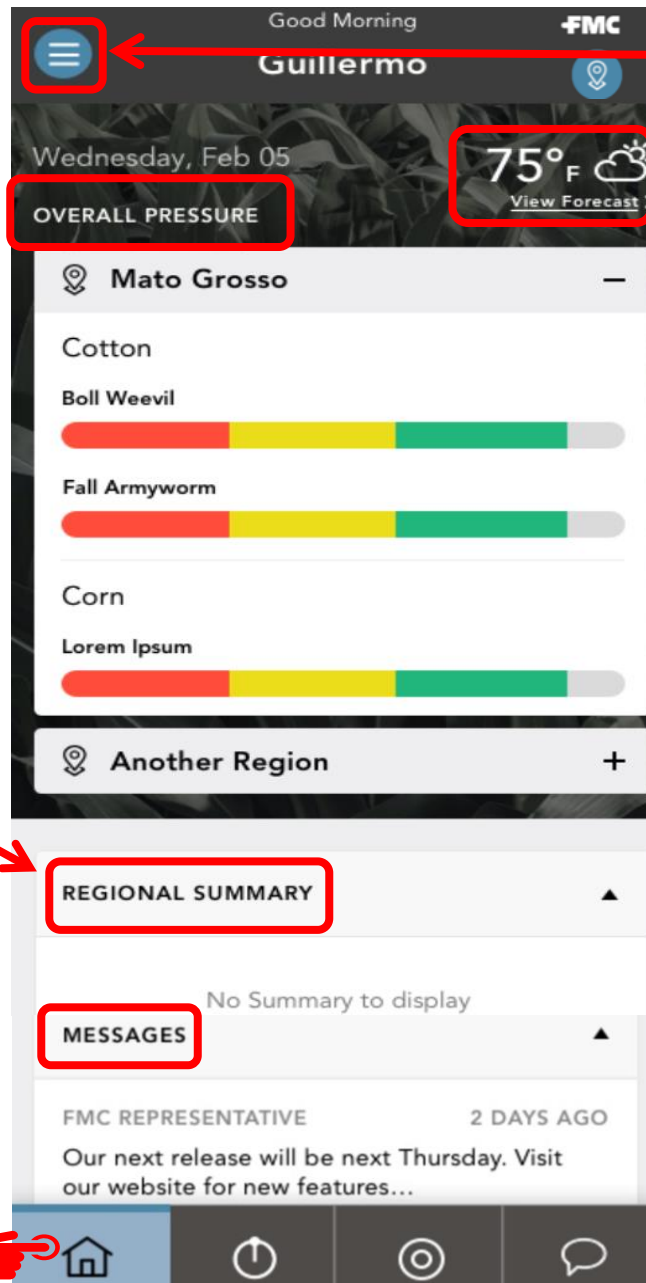 Good Morning
FMC
Guillermo
Wednesday, Feb 05
75°F
View Forecast
OVERALL PRESSURE
Mato Grosso
Cotton
Boll Weevil
Fall Armyworm
Corn
Lorem Ipsum
Another Region
REGIONAL SUMMARY
No Summary to display
MESSAGES
FMC REPRESENTATIVE 2 DAYS AGO
Our next release will be next Thursday. Visit
our website for new features...